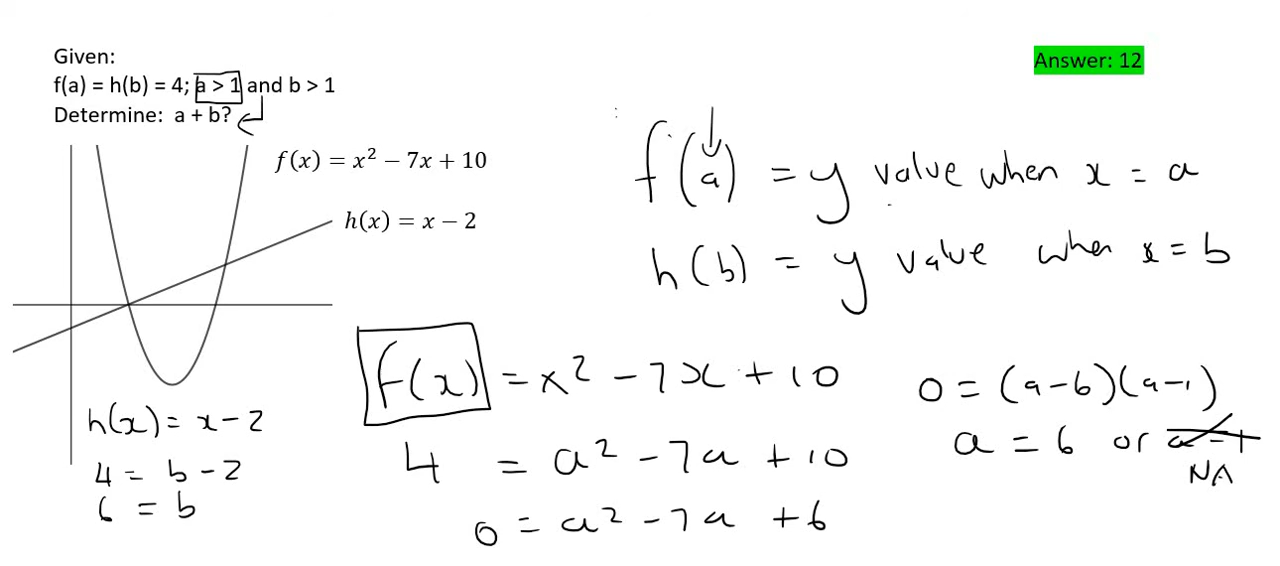 Given:
f(a) = h(b) = 4; a > 1 and b > 1
Determine: a + b?
Answer: 12
f(x) = x² − 7x + 10
h(x) = x − 2
f(a) = y value when x = a
h(b) = y value when x = b
f(x) = x² − 7x + 10
4 = a² − 7a + 10
0 = a² − 7a + 6
0 = (a−6)(a−1)
a = 6 or a = 1
NA
h(x) = x − 2
4 = b − 2
6 = b